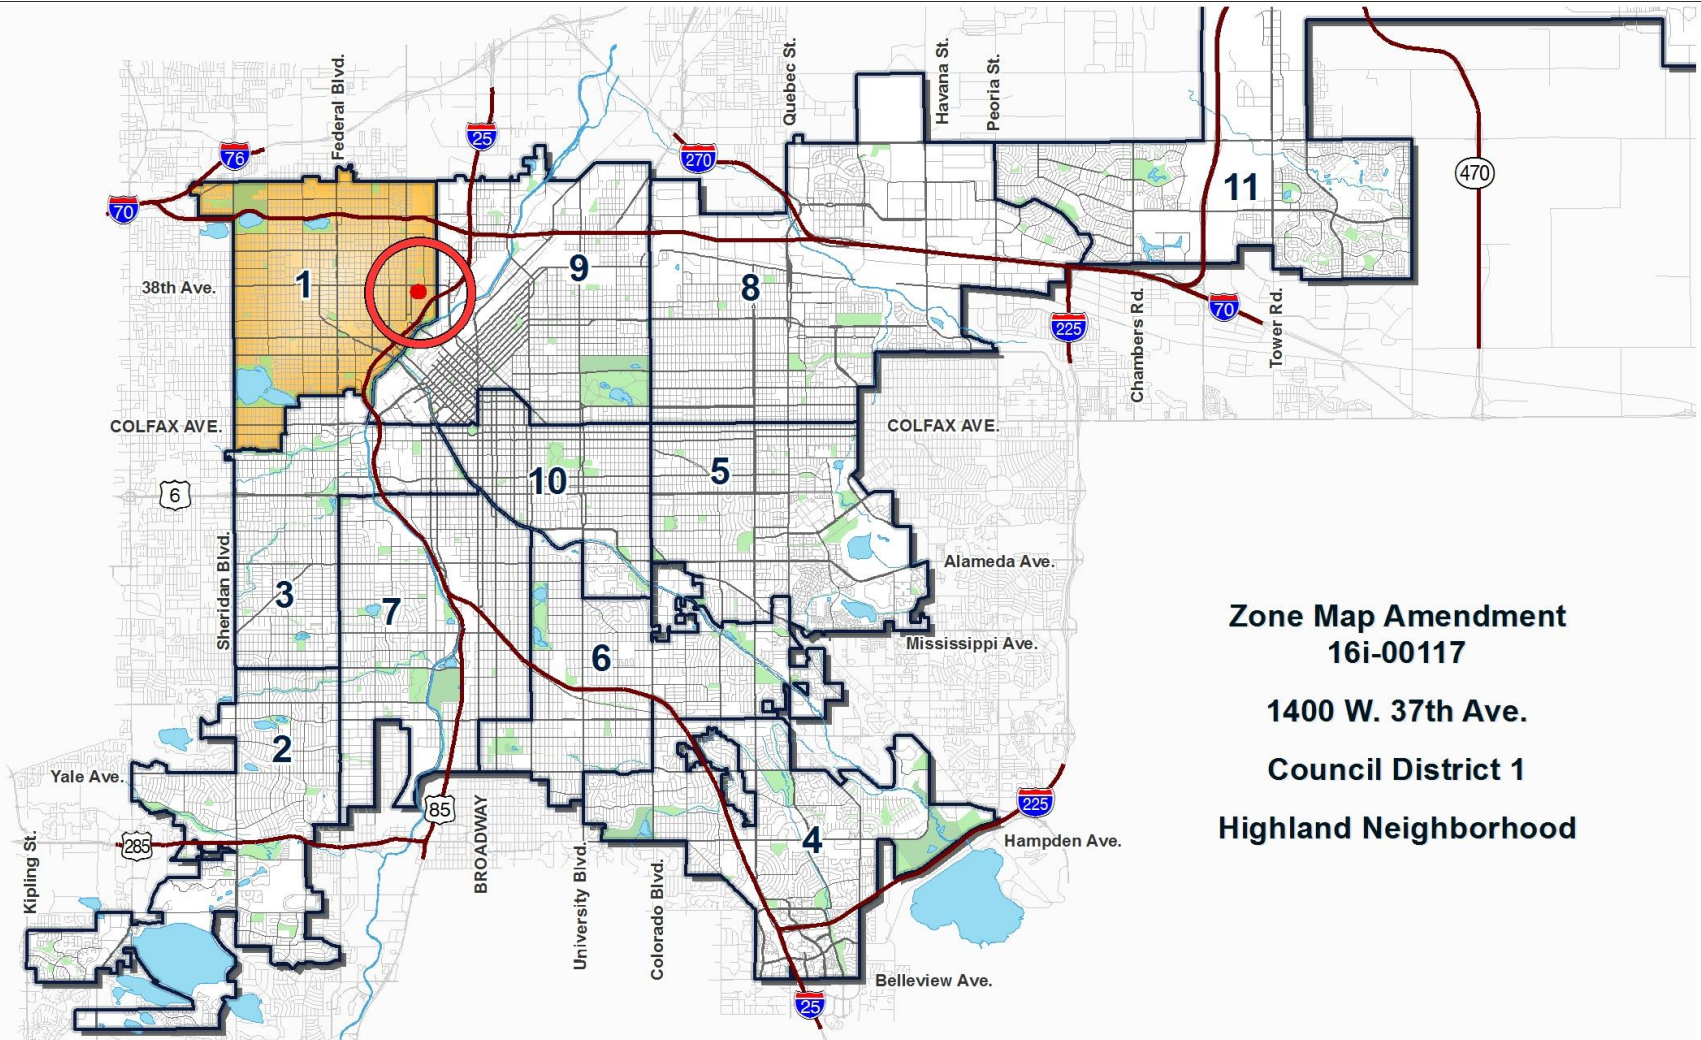 Federal Blvd.
Quebec St.
Havana St.
Peoria St.
25
76
270
70
470
11
1
9
8
38th Ave.
70
225
Chambers Rd.
Tower Rd.
COLFAX AVE.
COLFAX AVE.
10
5
6
Sheridan Blvd.
Alameda Ave.
3
7
6
Mississippi Ave.
Zone Map Amendment
16i-00117
1400 W. 37th Ave.
Council District 1
Highland Neighborhood
2
Yale Ave.
85
225
285
4
Hampden Ave.
Kipling St.
BROADWAY
University Blvd.
Colorado Blvd.
Belleview Ave.
25